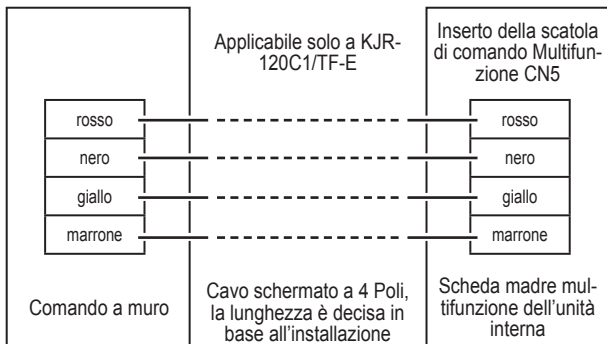 Applicabile solo a KJR-
120C1/TF-E
Inserto della scatola
di comando Multifun-
zione CN5
rosso
nero
giallo
marrone
rosso
nero
giallo
marrone
Comando a muro
Cavo schermato a 4 Poli,
la lunghezza è decisa in
base all'installazione
Scheda madre mul-
tifunzione dell'unità
interna